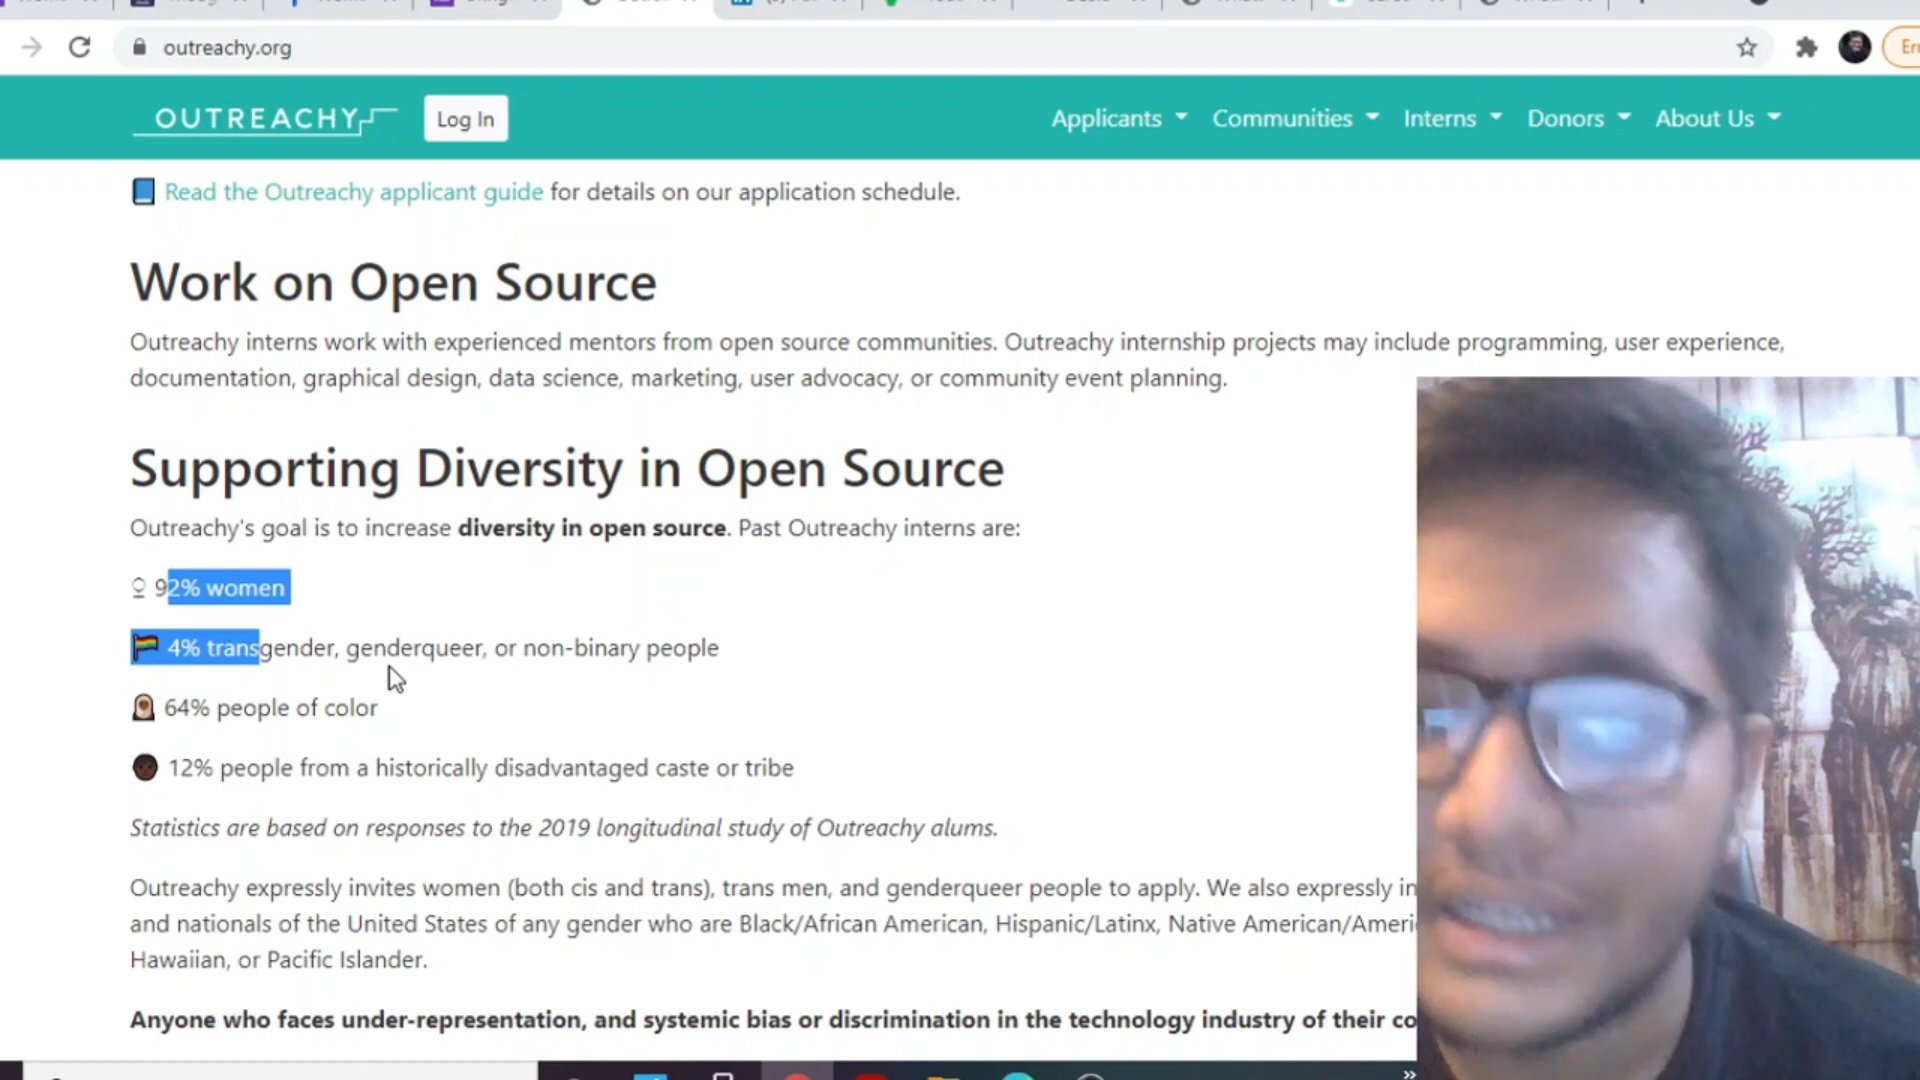 outreachy.org
OUTREACHY
Log In
Applicants
Communities
Interns
Donors
About Us
Read the Outreachy applicant guide for details on our application schedule.
Work on Open Source
Outreachy interns work with experienced mentors from open source communities. Outreachy internship projects may include programming, user experience,
documentation, graphical design, data science, marketing, user advocacy, or community event planning.
Supporting Diversity in Open Source
Outreachy's goal is to increase diversity in open source. Past Outreachy interns are:
92% women
4% transgender, genderqueer, or non-binary people
64% people of color
12% people from a historically disadvantaged caste or tribe
Statistics are based on responses to the 2019 longitudinal study of Outreachy alums.
Outreachy expressly invites women (both cis and trans), trans men, and genderqueer people to apply. We also expressly in
and nationals of the United States of any gender who are Black/African American, Hispanic/Latinx, Native American/Ameri
Hawaiian, or Pacific Islander.
Anyone who faces under-representation, and systemic bias or discrimination in the technology industry of their co